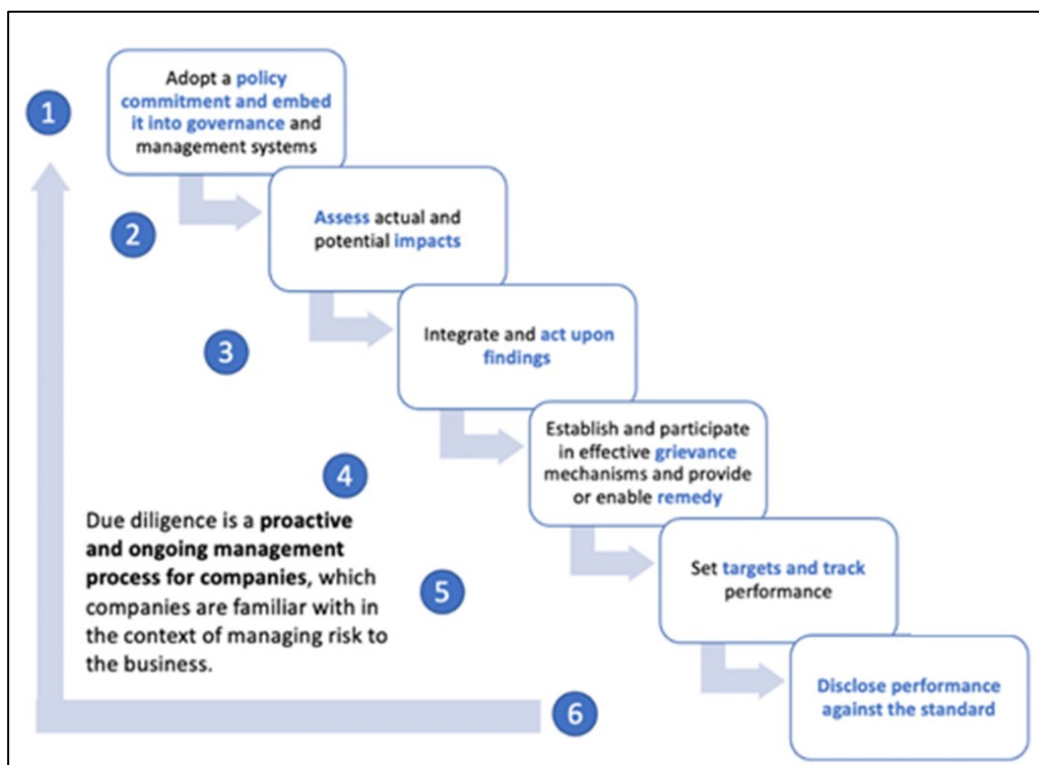 1
Adopt a policy
commitment and embed
it into governance and
management systems
2
Assess actual and
potential impacts
3
Integrate and act upon
findings
4
Establish and participate
in effective grievance
mechanisms and provide
or enable remedy
Due diligence is a proactive
and ongoing management
process for companies, which
companies are familiar with in
the context of managing risk to
the business.
5
Set targets and track
performance
6
Disclose performance
against the standard